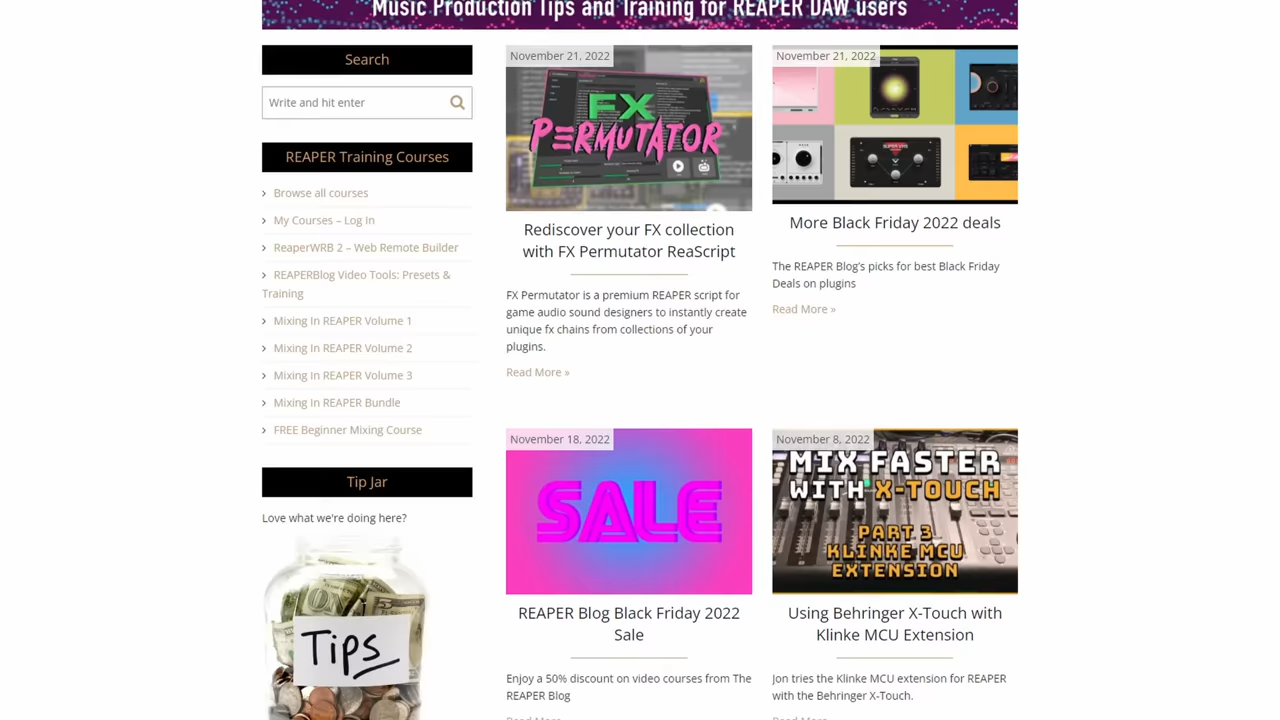 Music Production Tips and Training for REAPER DAW users
Search
Write and hit enter
REAPER Training Courses
Browse all courses
My Courses – Log In
ReaperWRB 2 – Web Remote Builder
REAPERBlog Video Tools: Presets &
Training
Mixing In REAPER Volume 1
Mixing In REAPER Volume 2
Mixing In REAPER Volume 3
Mixing In REAPER Bundle
FREE Beginner Mixing Course
Tip Jar
Love what we're doing here?
Tips
November 21, 2022
FX
PERMUTATOR
Rediscover your FX collection
with FX Permutator ReaScript
FX Permutator is a premium REAPER script for
game audio sound designers to instantly create
unique fx chains from collections of your
plugins.
Read More »
November 21, 2022
More Black Friday 2022 deals
The REAPER Blog's picks for best Black Friday
Deals on plugins
Read More »
November 18, 2022
SALE
REAPER Blog Black Friday 2022
Sale
Enjoy a 50% discount on video courses from The
REAPER Blog
Read More
November 8, 2022
MIX FASTER
WITH X-TOUCH
PART 3
KLINKE MCU
EXTENSION
Using Behringer X-Touch with
Klinke MCU Extension
Jon tries the Klinke MCU extension for REAPER
with the Behringer X-Touch.
Read More